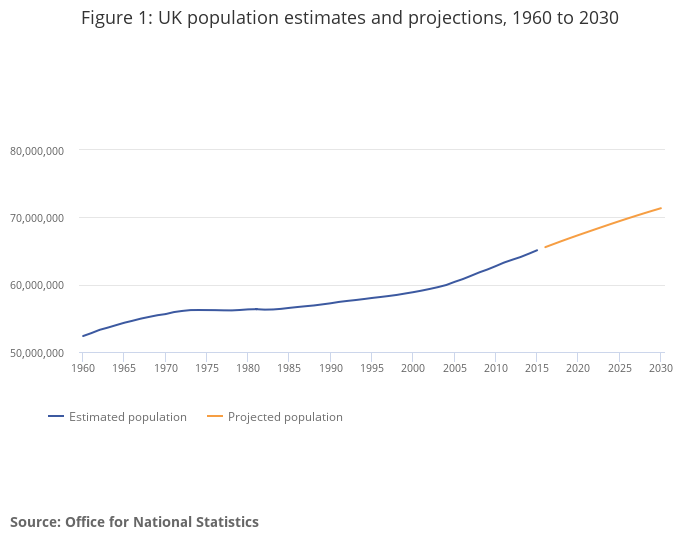 Figure 1: UK population estimates and projections, 1960 to 2030
80,000,000
70,000,000
60,000,000
50,000,000
1960 1965 1970 1975 1980 1985 1990 1995 2000 2005 2010 2015 2020 2025 2030
Estimated population Projected population
Source: Office for National Statistics